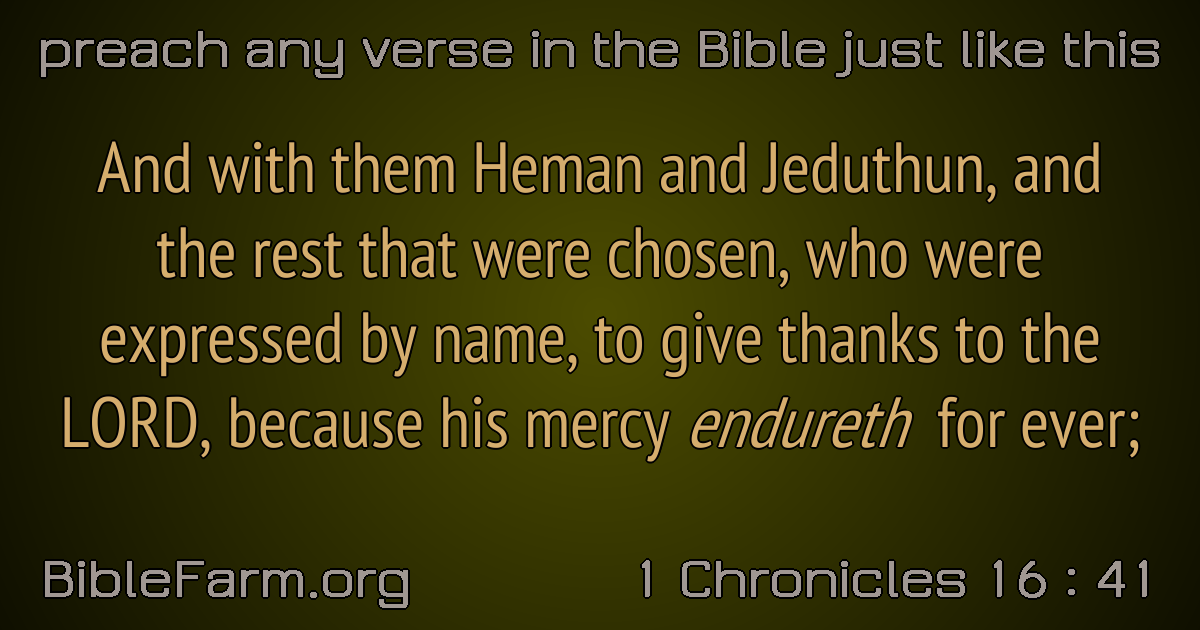 preach any verse in the Bible just like this
And with them Heman and Jeduthun, and
the rest that were chosen, who were
expressed by name, to give thanks to the
LORD, because his mercy endureth for ever;
BibleFarm.org
1 Chronicles 16 : 41